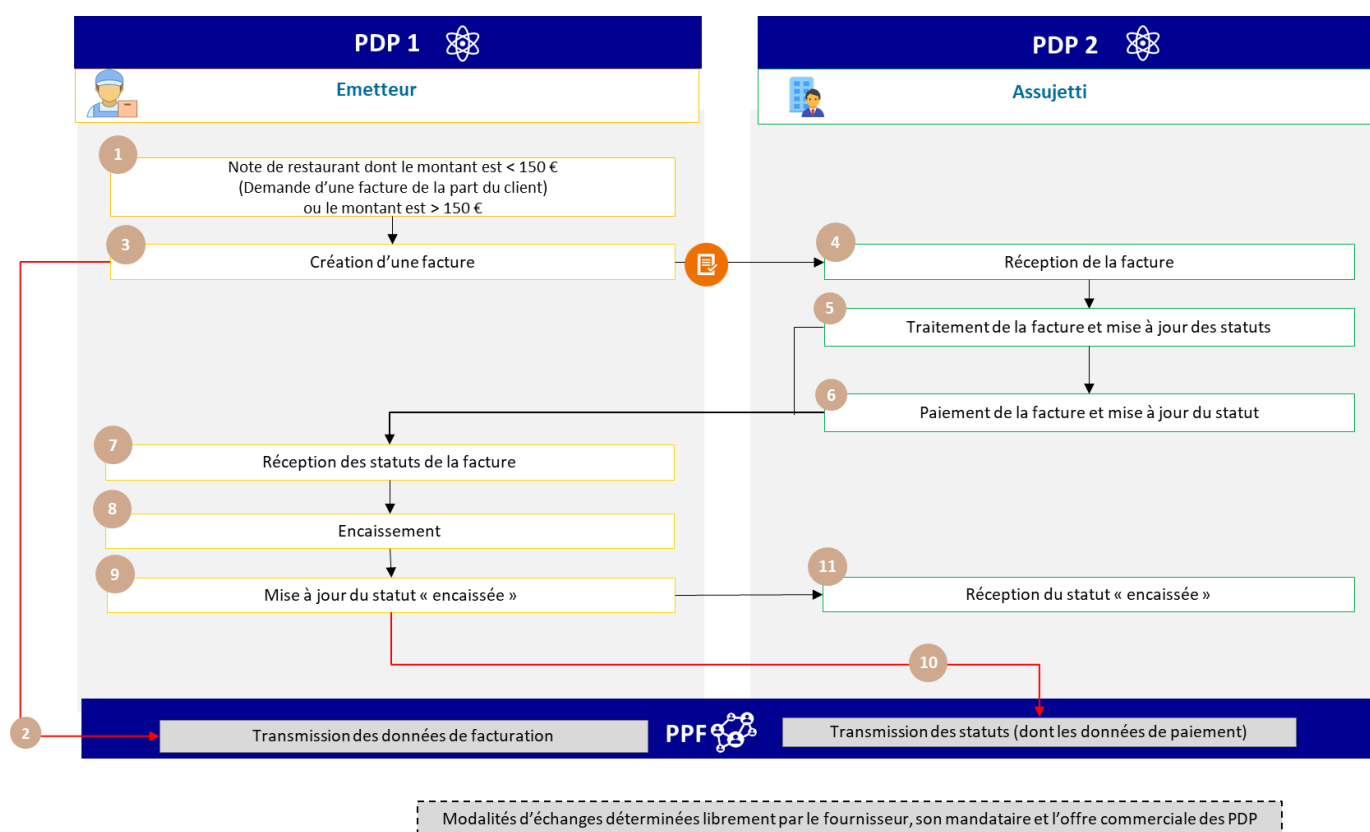 PDP 1
PDP 2
Emetteur
Assujetti
1
Note de restaurant dont le montant est < 150 €
(Demande d'une facture de la part du client)
ou le montant est > 150 €
3
Création d'une facture
4
Réception de la facture
5
Traitement de la facture et mise à jour des statuts
6
Paiement de la facture et mise à jour du statut
7
Réception des statuts de la facture
8
Encaissement
9
Mise à jour du statut « encaissée »
11
Réception du statut « encaissée »
10
2
Transmission des données de facturation
PPF
Transmission des statuts (dont les données de paiement)
Modalités d'échanges déterminées librement par le fournisseur, son mandataire et l'offre commerciale des PDP